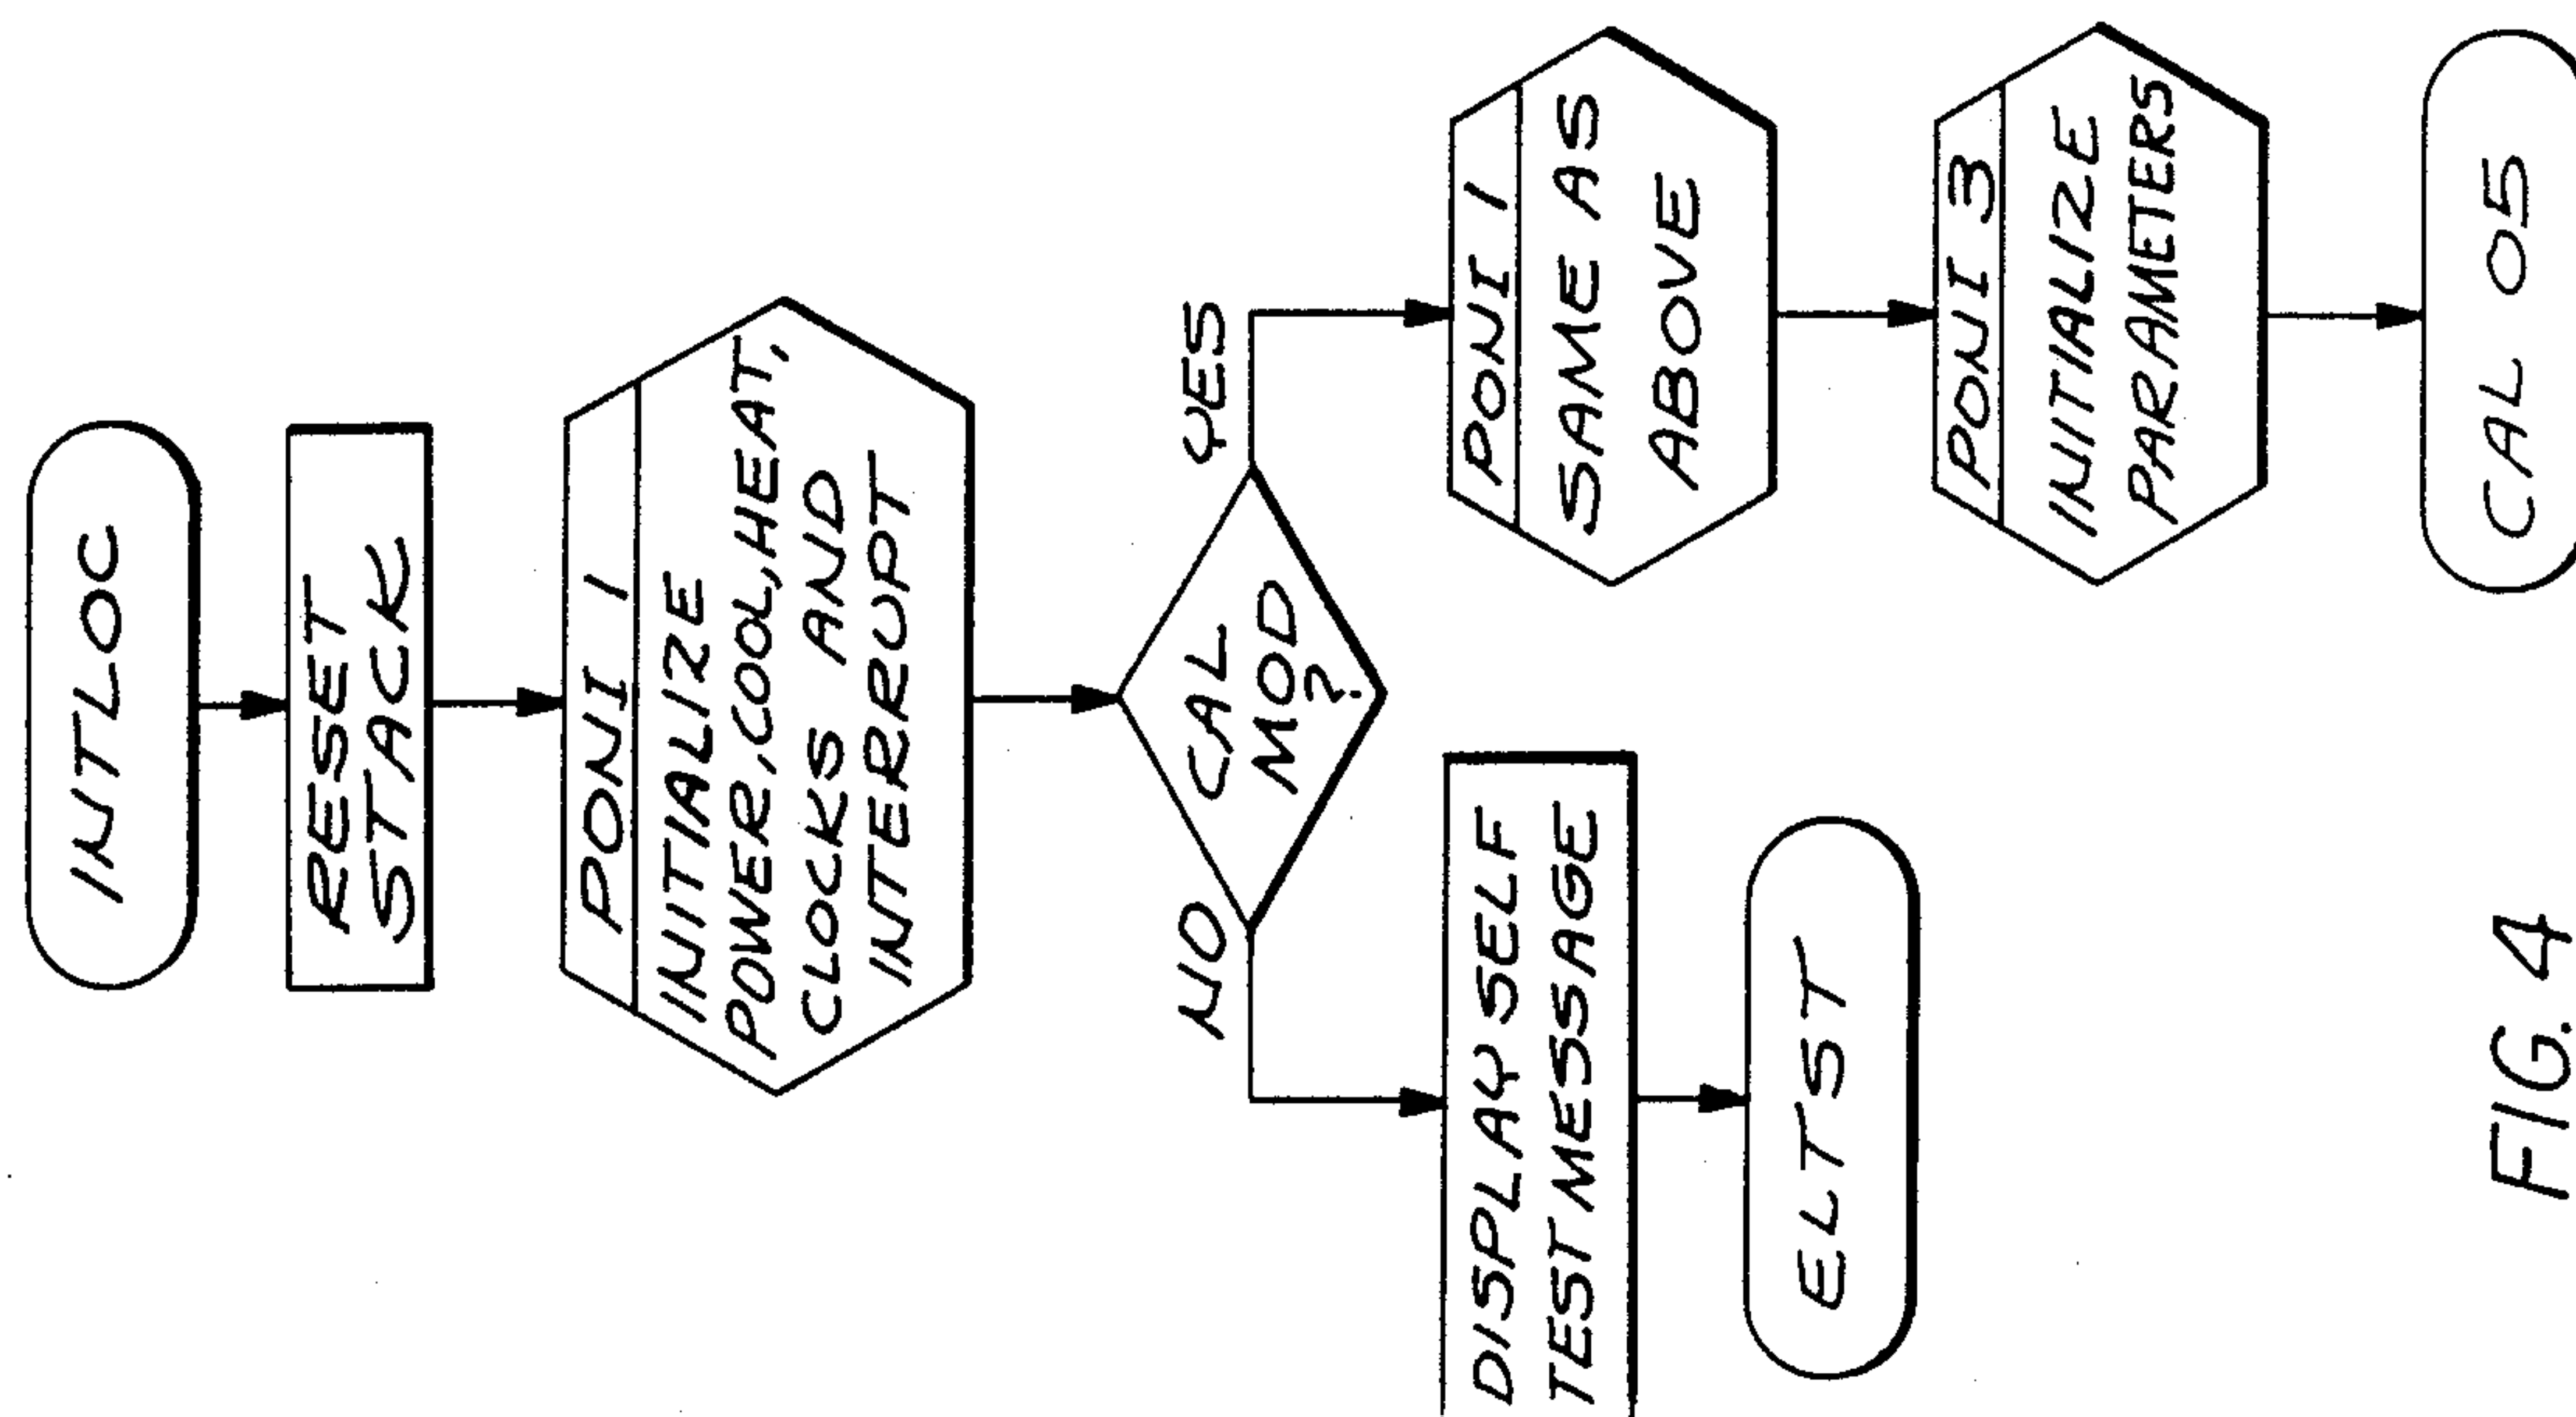 INTLOC
RESET
STACK
PONI 1
INITIALIZE
POWER, COOL, HEAT,
CLOCKS AND
INTERRUPT
CAL
MOD
?
NO
YES
DISPLAY SELF
TEST MESSAGE
ELTST
PONI 1
SAME AS
ABOVE
PONI 3
INITIALIZE
PARAMETERS
CAL 05
FIG. 4